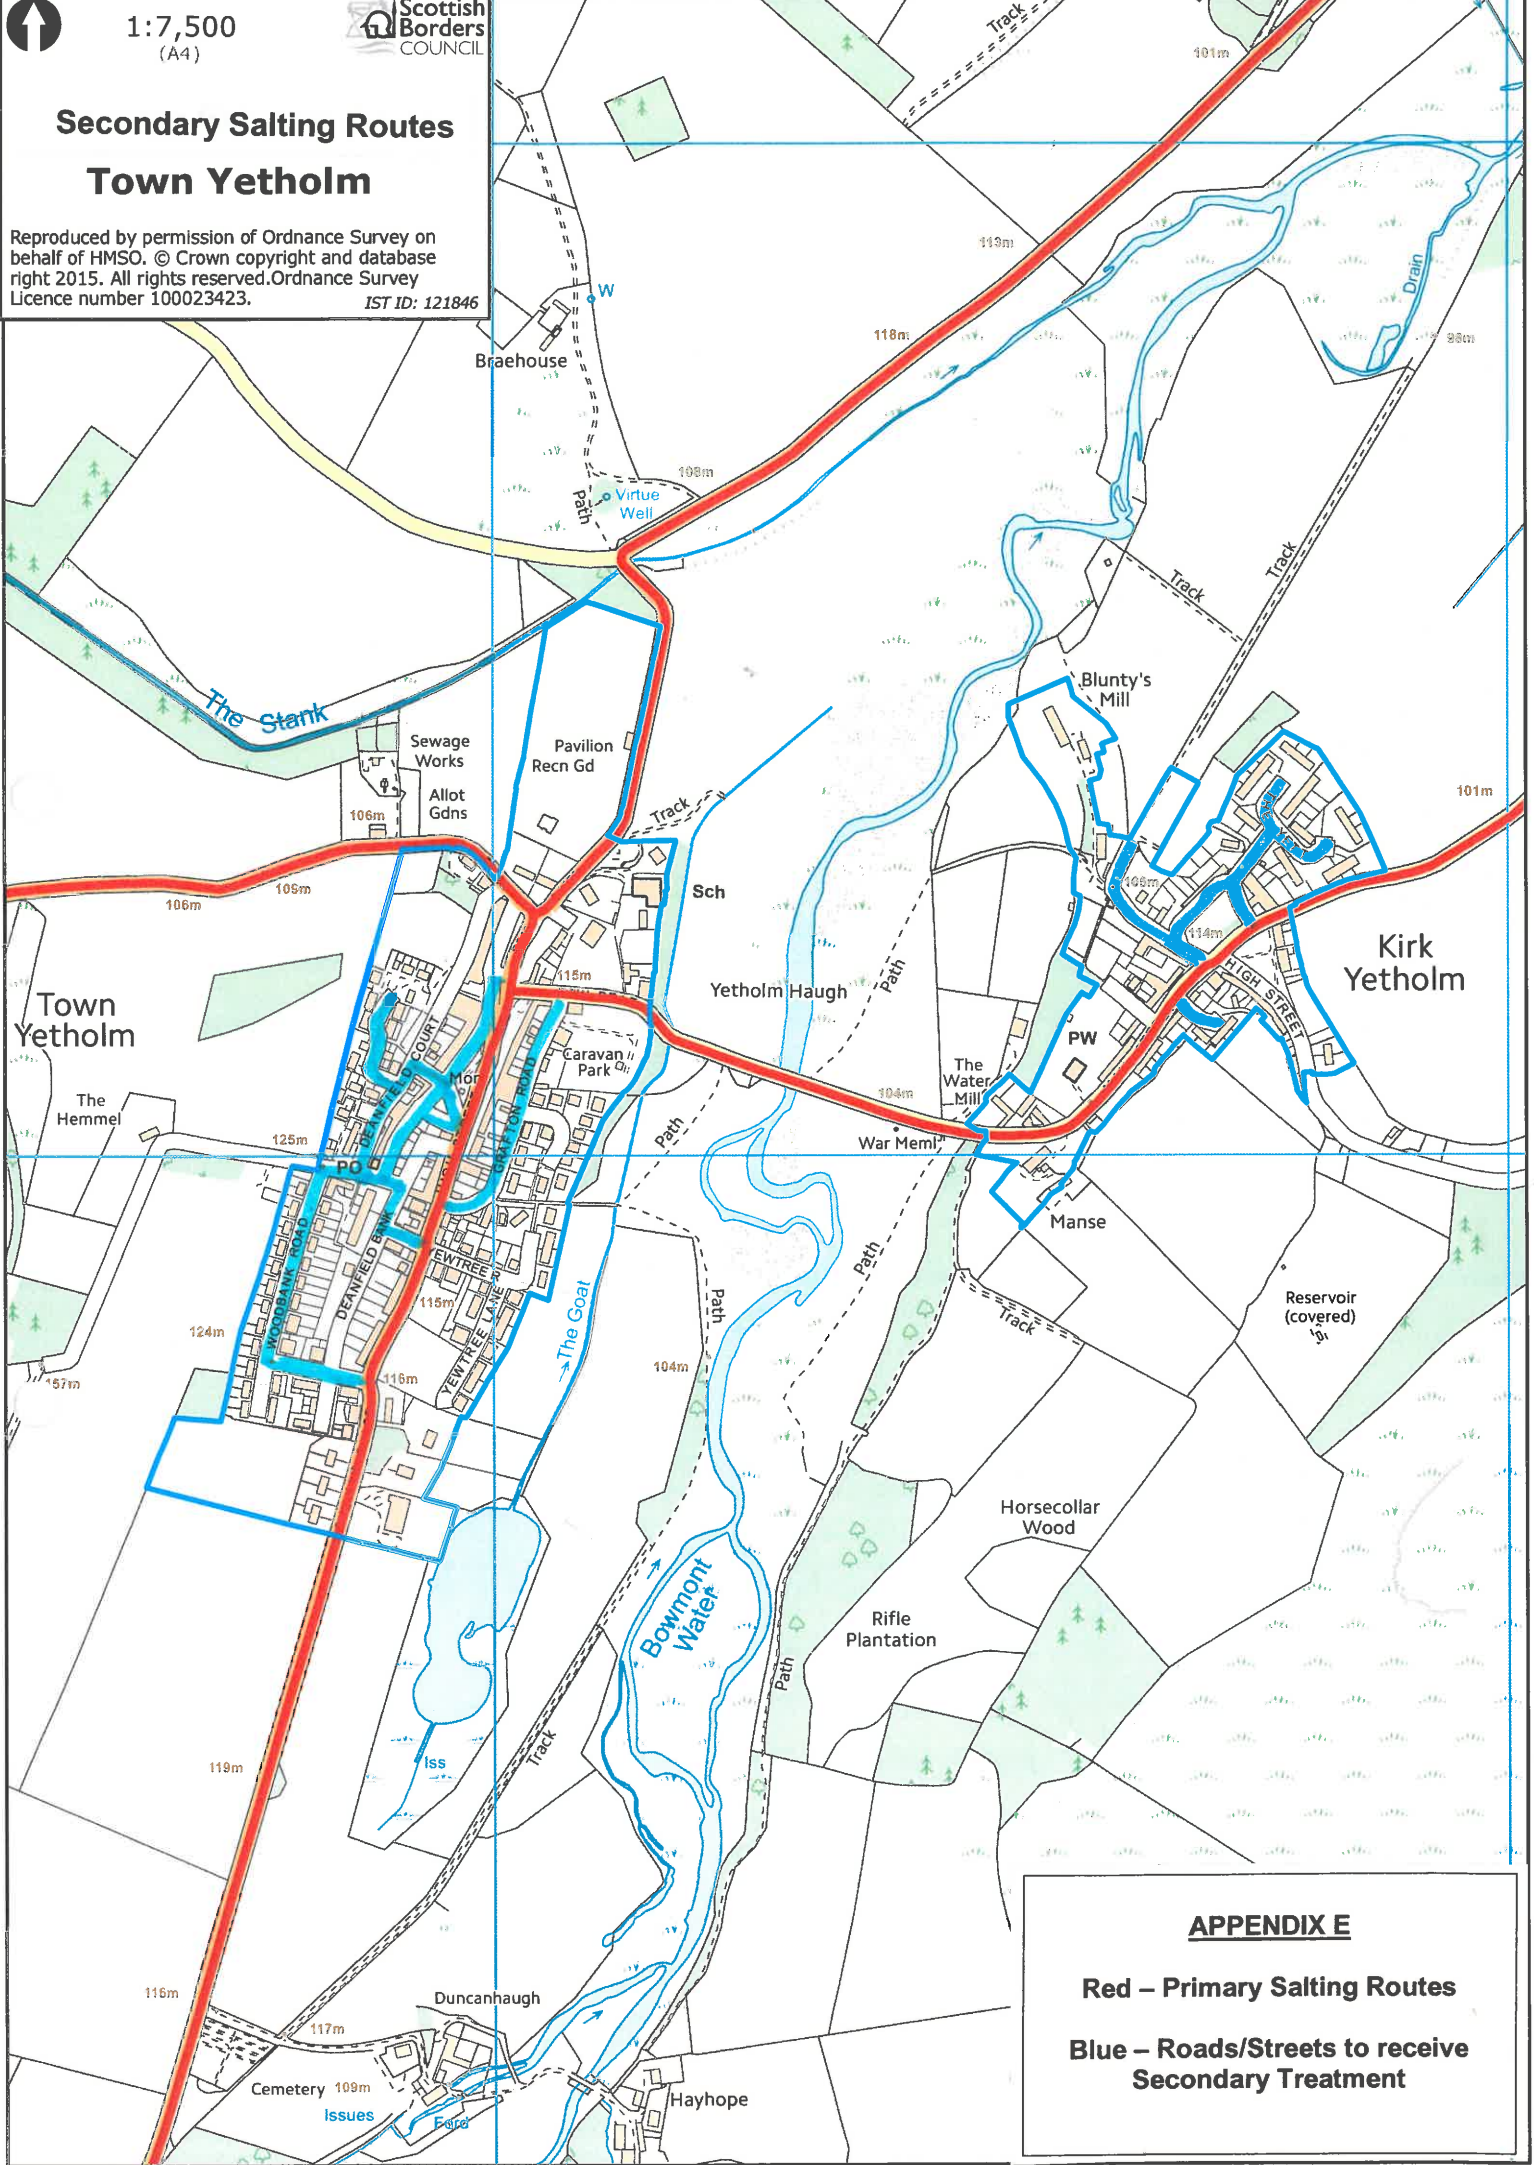 1:7,500
(A4)
Scottish
Borders
COUNCIL
Secondary Salting Routes
Town Yetholm
Reproduced by permission of Ordnance Survey on
behalf of HMSO. © Crown copyright and database
right 2015. All rights reserved.Ordnance Survey
Licence number 100023423.
IST ID: 121846
Track
101m
113m
Drain
W
Braehouse
118m
98m
108m
Path
Virtue
Well
Track
Track
The Stank
Blunty's
Mill
Sewage
Works
Pavilion
Recn Gd
Allot
Gdns
106m
Track
101m
109m
106m
Sch
105m
114m
Kirk
Yetholm
HIGH STREET
115m
Yetholm Haugh
Path
Town
Yetholm
DEANFIELD COURT
Caravan
Park
GRAFTON ROAD
PW
The
Water
Mill
104m
The
Hemmel
Mon
Path
War Meml
125m
PO
Manse
WOODBANK ROAD
DEANFIELD BANK
YEWTREE
Path
Path
The Goat
115m
YEWTREE LANE
Track
Reservoir
(covered)
124m
157m
116m
104m
Horsecollar
Wood
Bowmont
Water
Rifle
Plantation
Path
Track
Iss
119m
APPENDIX E
Red – Primary Salting Routes
Blue – Roads/Streets to receive
Secondary Treatment
116m
Duncanhaugh
117m
Cemetery
109m
Issues
Ford
Hayhope